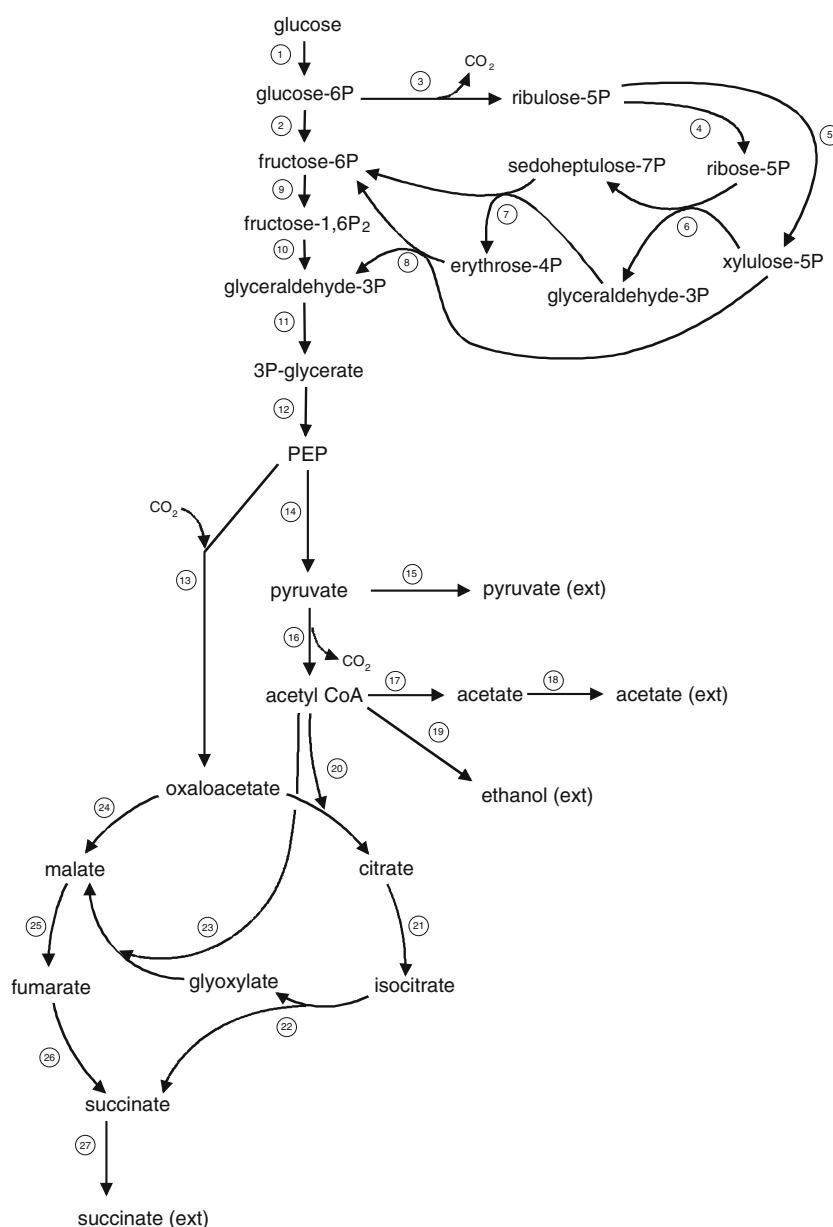 glucose
1
CO2
3
glucose-6P
ribulose-5P
2
4
5
fructose-6P
sedoheptulose-7P
ribose-5P
9
7
6
fructose-1,6P2
10
8
erythrose-4P
xylulose-5P
glyceraldehyde-3P
glyceraldehyde-3P
11
3P-glycerate
12
PEP
CO2
14
13
15
pyruvate
pyruvate (ext)
16
CO2
17
18
acetyl CoA
acetate
acetate (ext)
19
20
oxaloacetate
ethanol (ext)
24
malate
citrate
25
23
21
fumarate
glyoxylate
isocitrate
22
26
succinate
27
succinate (ext)